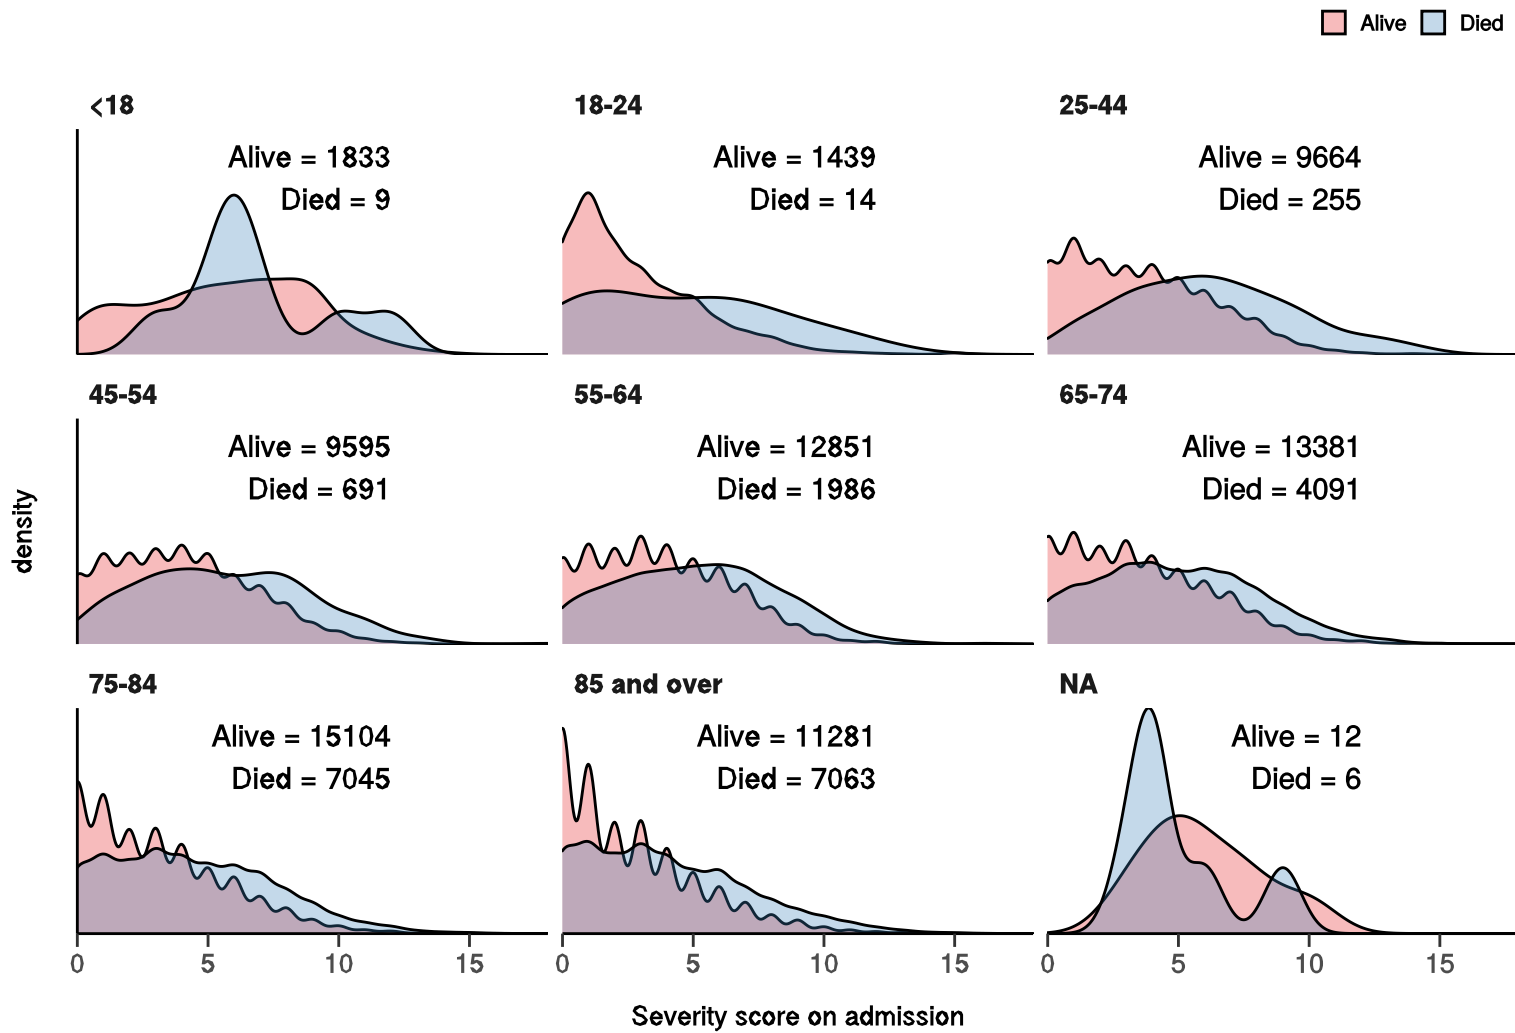 Alive Died
<18 18-24 25-44
Alive = 1833 Alive = 1439 Alive = 9664
Died = 9 Died = 14 Died = 255
45-54 55-64 65-74
Alive = 9595 Alive = 12851 Alive = 13381
Died = 691 Died = 1986 Died = 4091
density
75-84 85 and over NA
Alive = 15104 Alive = 11281 Alive = 12
Died = 7045 Died = 7063 Died = 6
0 5 10 15 0 5 10 15 0 5 10 15
Severity score on admission